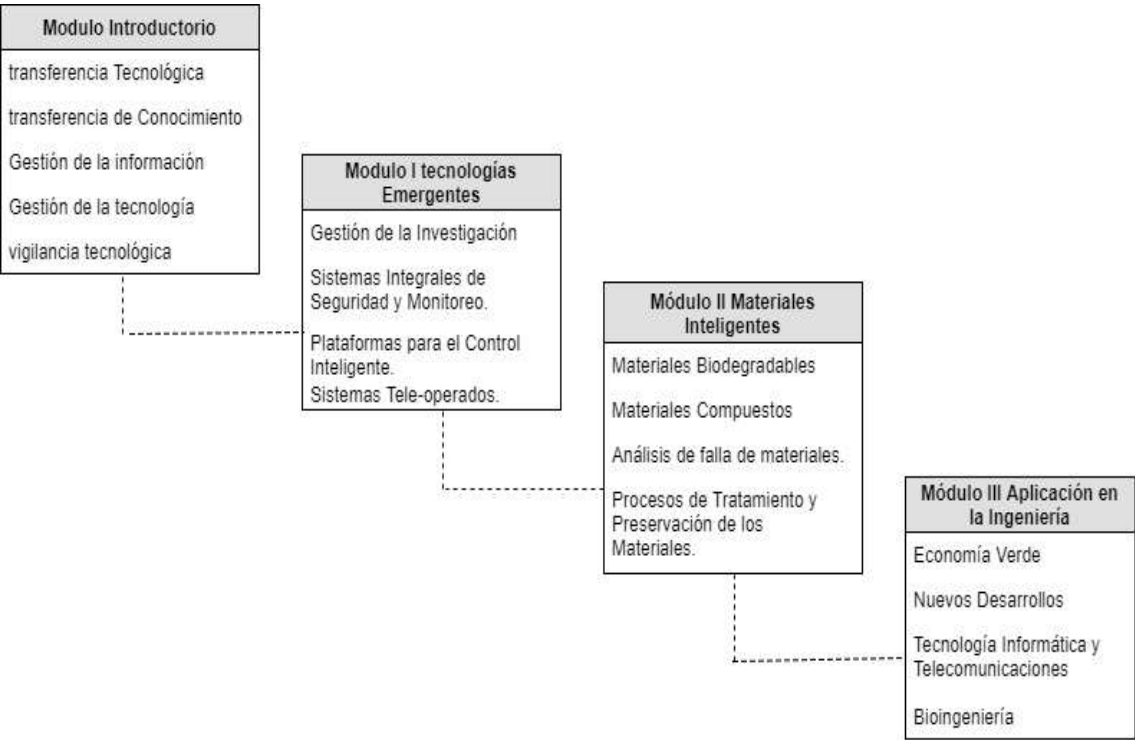 Modulo Introductorio
transferencia Tecnológica
transferencia de Conocimiento
Gestión de la información
Gestión de la tecnología
vigilancia tecnológica
Modulo I tecnologías
Emergentes
Gestión de la Investigación
Sistemas Integrales de
Seguridad y Monitoreo.
Plataformas para el Control
Inteligente.
Sistemas Tele-operados.
Módulo II Materiales
Inteligentes
Materiales Biodegradables
Materiales Compuestos
Análisis de falla de materiales.
Procesos de Tratamiento y
Preservación de los
Materiales.
Módulo III Aplicación en
la Ingeniería
Economía Verde
Nuevos Desarrollos
Tecnología Informática y
Telecomunicaciones
Bioingeniería